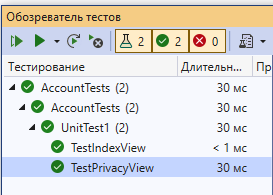 Обозреватель тестов
2 2 0
Тестирование Длительн... Пр
AccountTests (2) 30 мс
AccountTests (2) 30 мс
UnitTest1 (2) 30 мс
TestIndexView < 1 мс
TestPrivacyView 30 мс